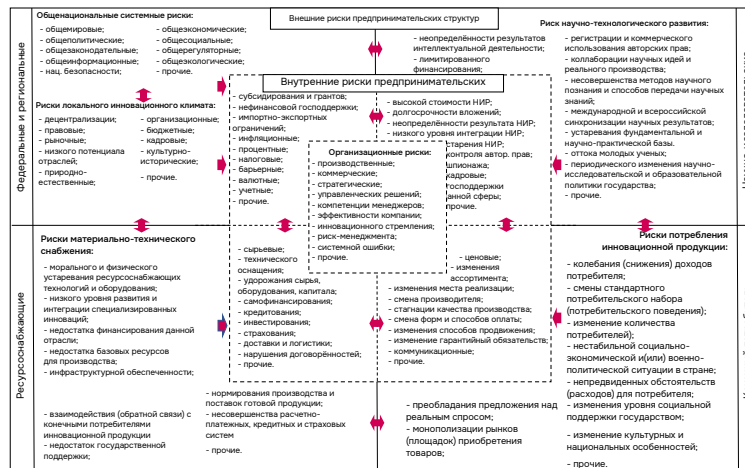 Внешние риски предпринимательских структур
Федеральные и региональные
Общенациональные системные риски:
- общемировые;
- общеполитические;
- общезаконодательные;
- общеинформационные;
- нац. безопасности;
- общеэкономические;
- общесоциальные;
- общерегуляторные;
- общеэкологические;
- прочие.
Риски локального инновационного климата:
- децентрализации;
- правовые;
- рыночные;
- низкого потенциала
отраслей;
- природно-
естественные;
- организационные;
- бюджетные;
- кадровые;
- культурно-
исторические;
- прочие.
- неопределённости результатов
интеллектуальной деятельности;
- лимитированного
финансирования;
Риск научно-технологического развития:
- регистрации и коммерческого
использования авторских прав;
- коллаборации научных идей и
реального производства;
- несовершенства методов научного
познания и способов передачи научных
знаний;
- международной и всероссийской
синхронизации научных результатов;
- устаревания фундаментальной и
научно-практической базы.
- оттока молодых ученых;
- периодического изменения научно-
исследовательской и образовательной
политики государства;
- прочие.
Внутренние риски предпринимательских
- субсидирования и грантов;
- нефинансовой господдержки;
- импортно-экспортных
ограничений;
- инфляционные;
- процентные;
- налоговые;
- барьерные;
- валютные;
- учетные;
- прочие.
- высокой стоимости НИР;
- долгосрочности вложений;
- неопределённости результата НИР;
- низкого уровня интеграции НИР;
старения НИР;
контроля автор. прав;
шпионажа;
кадровые;
господдержки
данной сферы;
прочие.
Организационные риски:
- производственные;
- коммерческие;
- стратегические;
- управленческих решений;
- компетенции менеджеров;
- эффективности компании;
- инновационного стремления;
- риск-менеджмента;
- системной ошибки;
- прочие.
Ресурсоснабжающие
Риски материально-технического
снабжения:
- морального и физического
устаревания ресурсоснабжающих
технологий и оборудования;
- низкого уровня развития и
интеграции специализированных
инноваций;
- недостатка финансирования данной
отрасли;
- недостатка базовых ресурсов
для производства;
- инфраструктурной обеспеченности;
- взаимодействия (обратной связи) с
конечными потребителями
инновационной продукции
- недостаток государственной
поддержки;
- нормирования производства и
поставок готовой продукции;
- несовершенства расчетно-
платежных, кредитных и страховых
систем
- прочие.
- сырьевые;
- технического
оснащения;
- удорожания сырья,
оборудования, капитала;
- самофинансирования;
- кредитования;
- инвестирования;
- страхования;
- доставки и логистики;
- нарушения договорённостей;
- прочие.
- ценовые;
- изменения
ассортимента;
- изменения места реализации;
- смена производителя;
- стагнации качества производства;
- смена форм и способов оплаты;
- изменения способов продвижения;
- изменение гарантийный обязательств;
- коммуникационные;
- прочие.
- преобладания предложения над
реальным спросом;
- монополизации рынков
(площадок) приобретения
товаров;
Риски потребления
инновационной продукции:
- колебания (снижения) доходов
потребителя;
- смены стандартного
потребительского набора
(потребительского поведения);
- изменение количества
потребителей);
- нестабильной социально-
экономической и(или) военно-
политической ситуации в стране;
- непредвиденных обстоятельств
(расходов) для потребителя;
- изменения уровня социальной
поддержки государством;
- изменение культурных и
национальных особенностей;
- прочие.